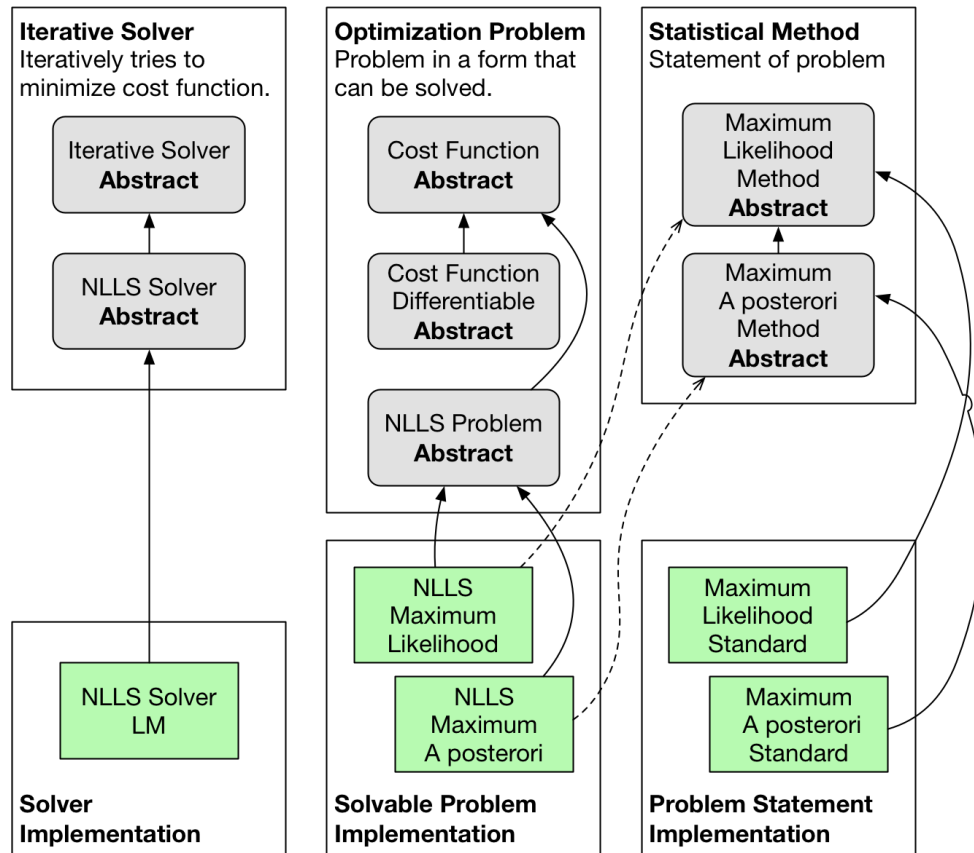 Iterative Solver
Iteratively tries to
minimize cost function.
Iterative Solver
Abstract
NLLS Solver
Abstract
NLLS Solver
LM
Solver
Implementation
Optimization Problem
Problem in a form that
can be solved.
Cost Function
Abstract
Cost Function
Differentiable
Abstract
NLLS Problem
Abstract
NLLS
Maximum
Likelihood
NLLS
Maximum
A posterori
Solvable Problem
Implementation
Statistical Method
Statement of problem
Maximum
Likelihood
Method
Abstract
Maximum
A posterori
Method
Abstract
Maximum
Likelihood
Standard
Maximum
A posterori
Standard
Problem Statement
Implementation